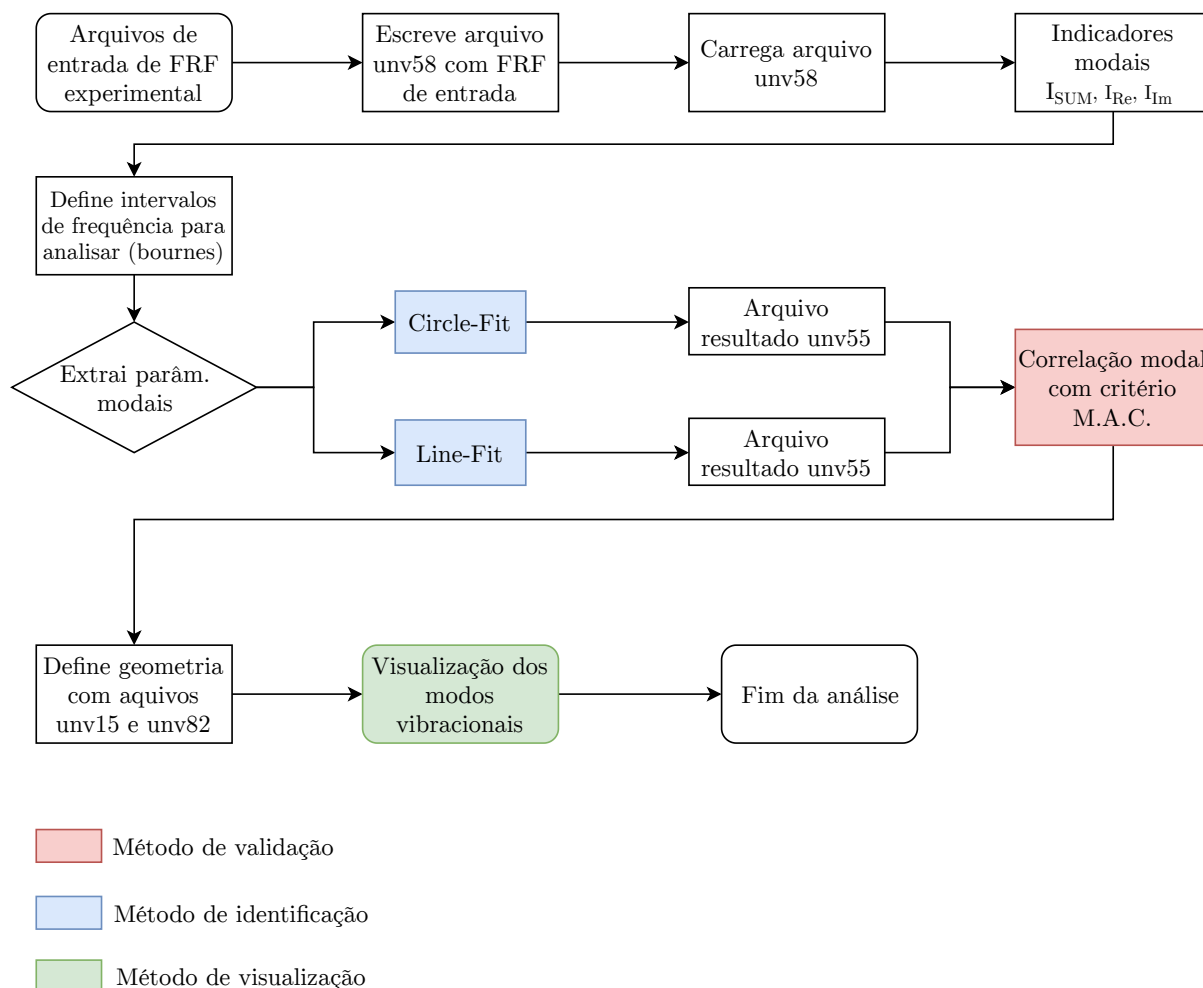 Arquivos de
entrada de FRF
experimental
Escreve arquivo
unv58 com FRF
de entrada
Carrega arquivo
unv58
Indicadores
modais
I_SUM, I_Re, I_Im
Define intervalos
de frequência para
analisar (bournes)
Extrai parâm.
modais
Circle-Fit
Arquivo
resultado unv55
Line-Fit
Arquivo
resultado unv55
Correlação modal
com critério
M.A.C.
Define geometria
com aquivos
unv15 e unv82
Visualização dos
modos
vibracionais
Fim da análise
Método de validação
Método de identificação
Método de visualização